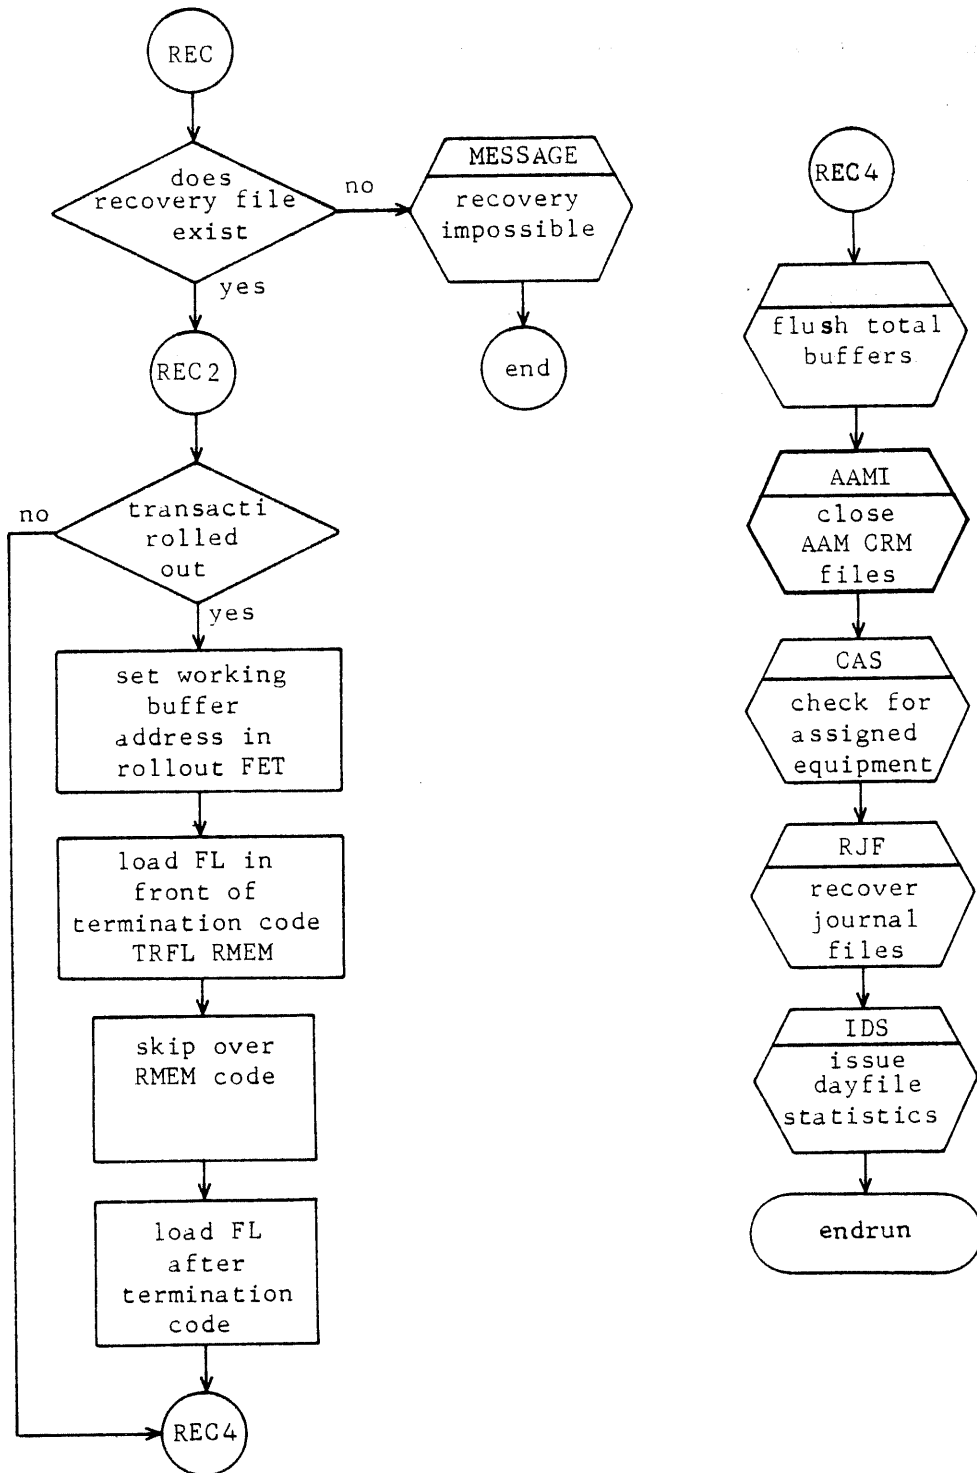 REC
does
recovery file
exist
no
MESSAGE
recovery
impossible
yes
REC2
end
no
transacti
rolled
out
yes
set working
buffer
address in
rollout FET
load FL in
front of
termination code
TRFL RMEM
skip over
RMEM code
load FL
after
termination
code
REC4
REC4
flush total
buffers
AAMI
close
AAM CRM
files
CAS
check for
assigned
equipment
RJF
recover
journal
files
IDS
issue
dayfile
statistics
endrun